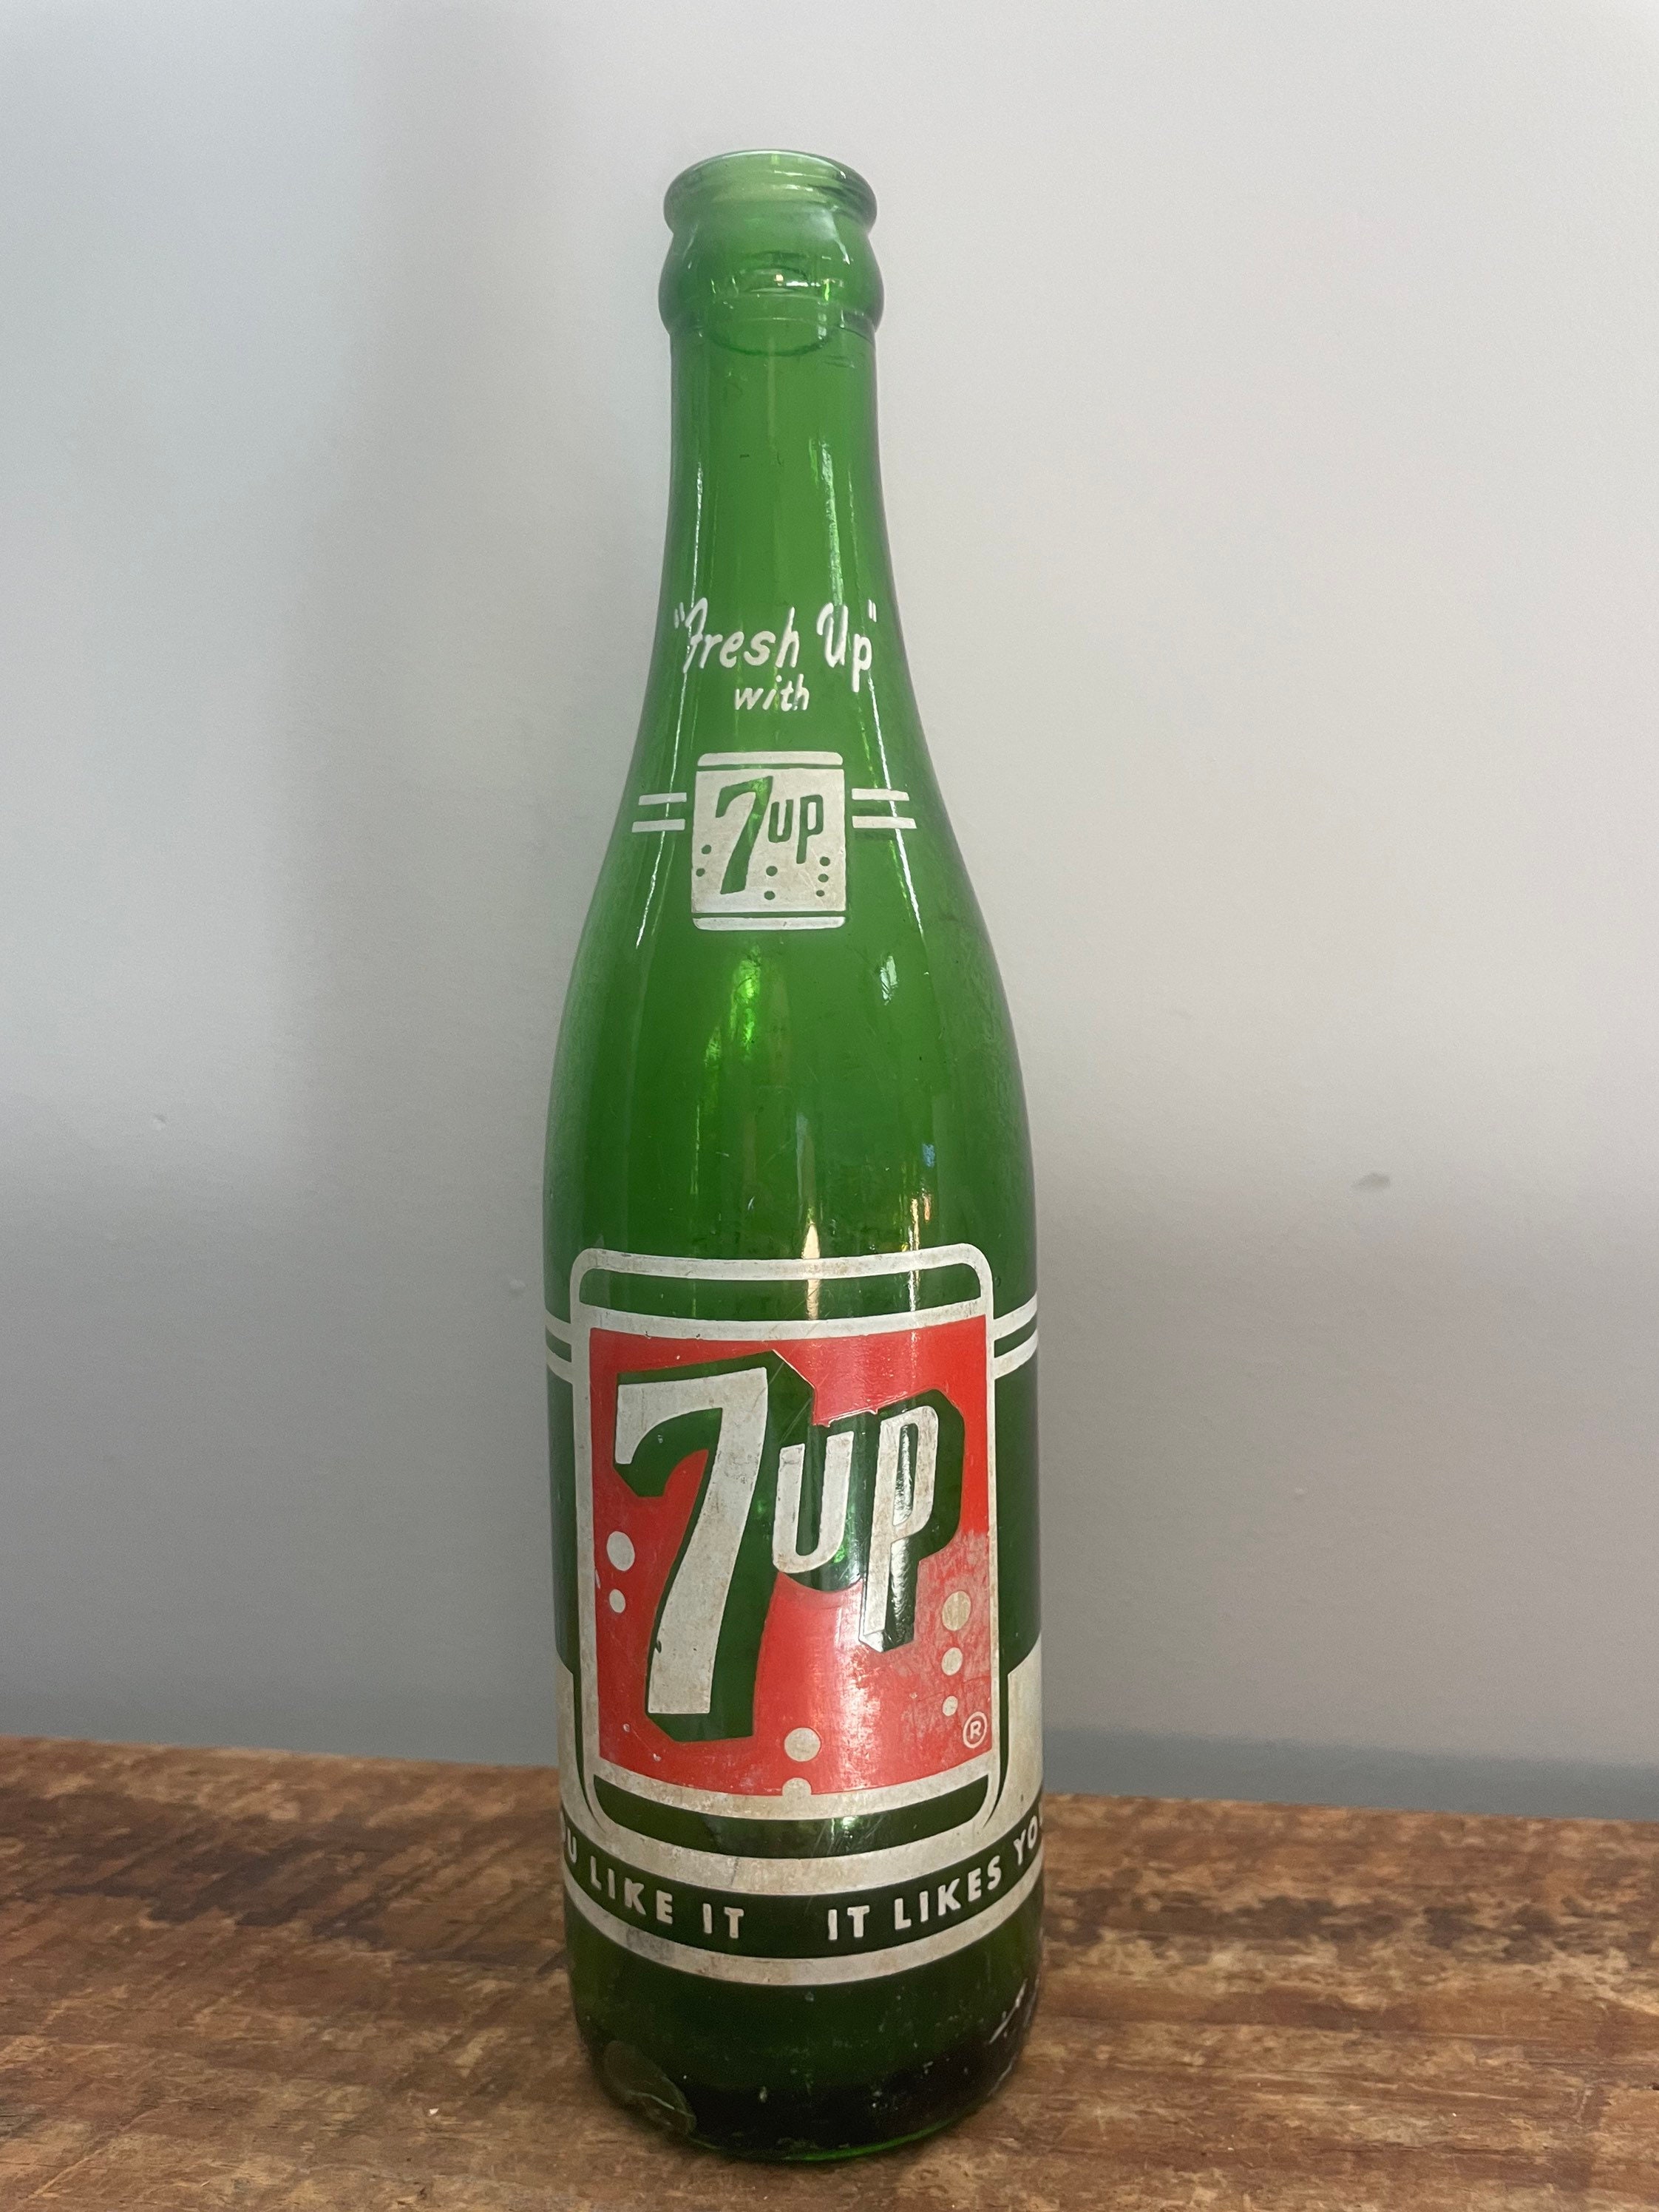 "Fresh Up"
with
7up
7up
®
LIKE IT IT LIKES